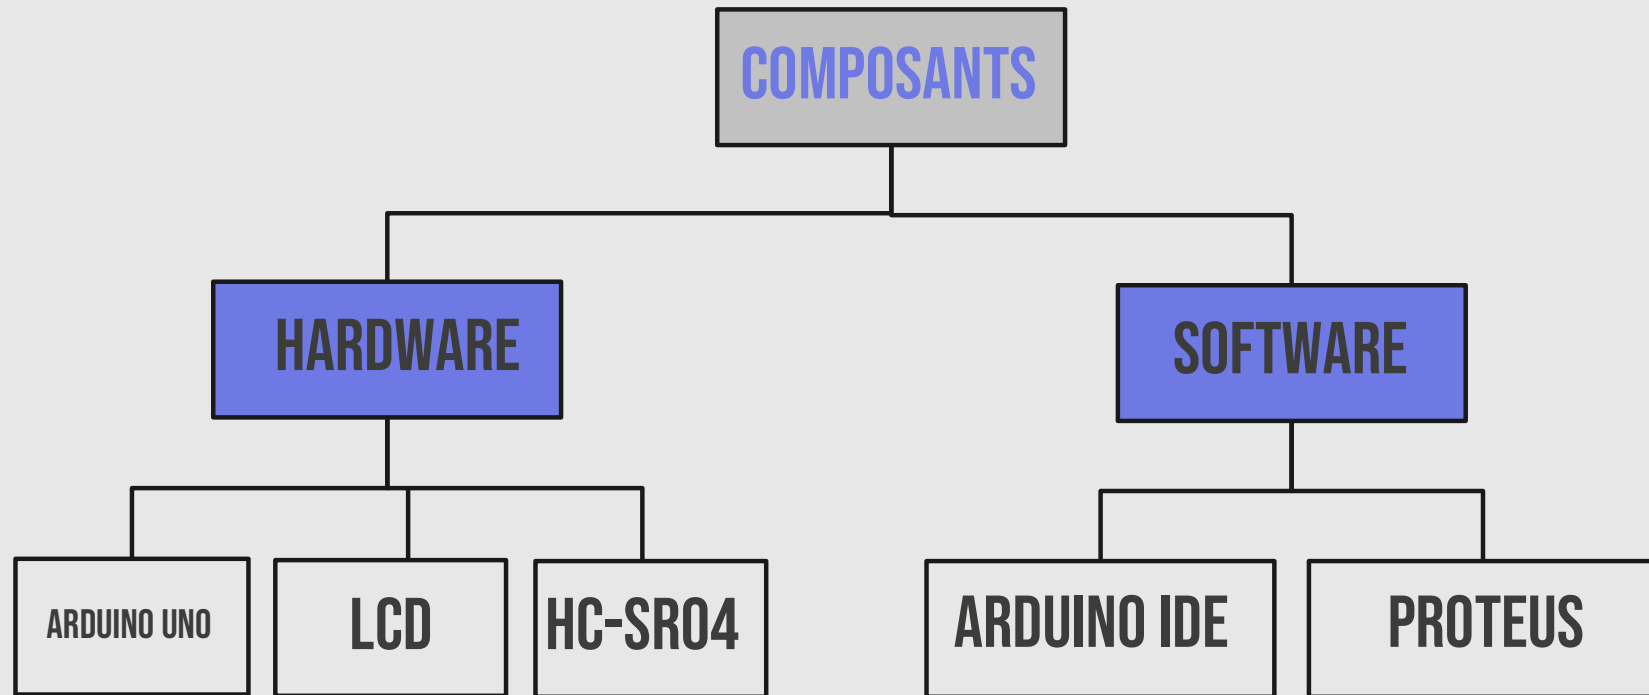 COMPOSANTS
HARDWARE
SOFTWARE
ARDUINO UNO
LCD
HC-SR04
ARDUINO IDE
PROTEUS